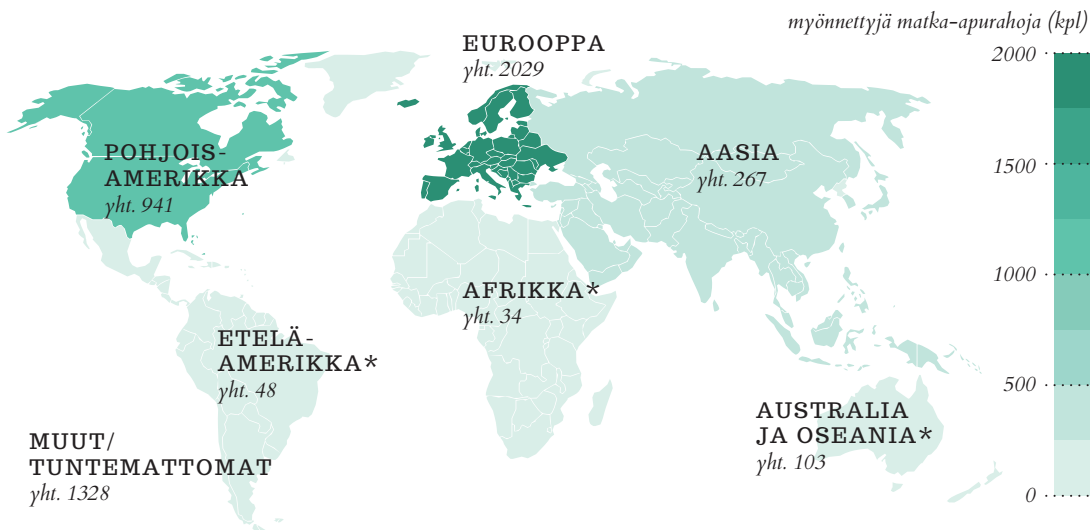 myönnettyjä matka-apurahoja (kpl)
EUROOPPA
yht. 2029
POHJOIS-
AMERIKKA
yht. 941
AASIA
yht. 267
AFRIKKA*
yht. 34
ETELÄ-
AMERIKKA*
yht. 48
AUSTRALIA
JA OSEANIA*
yht. 103
MUUT/
TUNTEMATTOMAT
yht. 1328
2000
1500
1000
500
0